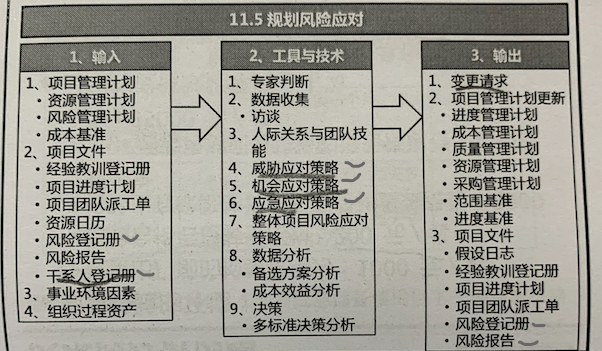 11.5 规划风险应对
1、输入
1、项目管理计划
·资源管理计划
·风险管理计划
·成本基准
2、项目文件
·经验教训登记册
·项目进度计划
·项目团队派工单
·资源日历
·风险登记册
·风险报告
·干系人登记册
3、事业环境因素
4、组织过程资产
2、工具与技术
1、专家判断
2、数据收集
·访谈
3、人际关系与团队技
能
4、威胁应对策略
5、机会应对策略
6、应急应对策略
7、整体项目风险应对
策略
8、数据分析
·备选方案分析
·成本效益分析
9、决策
·多标准决策分析
3、输出
1、变更请求
2、项目管理计划更新
·进度管理计划
·成本管理计划
·质量管理计划
·资源管理计划
·采购管理计划
·范围基准
·进度基准
3、项目文件
·假设日志
·经验教训登记册
·项目进度计划
·项目团队派工单
·风险登记册
·风险报告